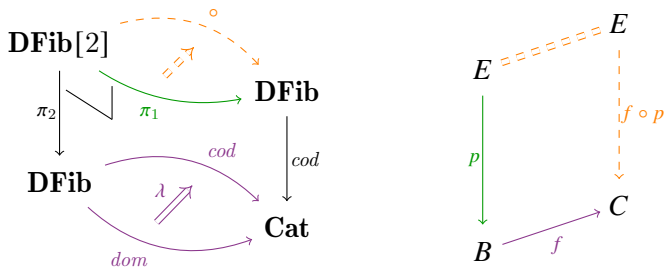 ∘
DFib[2]
E
E
DFib
π₂
π₁
p
f ∘ p
cod
cod
DFib
λ
C
Cat
dom
B
f